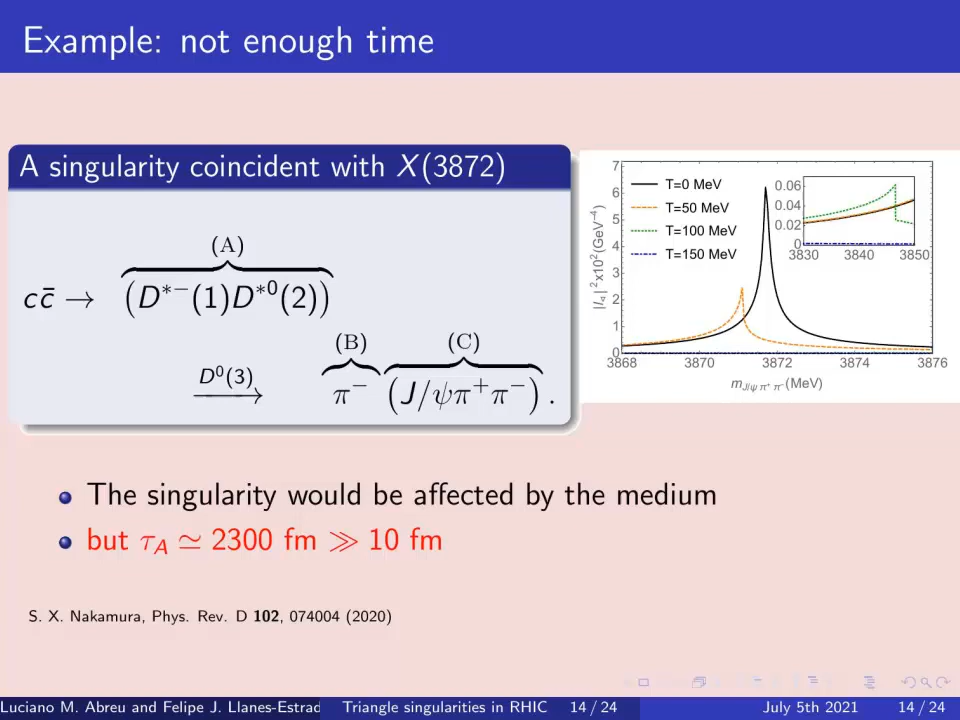 Example: not enough time
A singularity coincident with X(3872)
(A)
cc̄ → (D*−(1)D*0(2))
D0(3)
(B) (C)
π− (J/ψπ+π−) .
7
6
5
4
3
2
1
0
|I◁|² x10²(GeV⁻⁴)
T=0 MeV
T=50 MeV
T=100 MeV
T=150 MeV
0.06
0.04
0.02
0
3830 3840 3850
3868 3870 3872 3874 3876
mJ/ψ π+ π- (MeV)
The singularity would be affected by the medium
but τA ≃ 2300 fm ≫ 10 fm
S. X. Nakamura, Phys. Rev. D 102, 074004 (2020)
Luciano M. Abreu and Felipe J. Llanes-Estrad Triangle singularities in RHIC 14 / 24 July 5th 2021 14 / 24